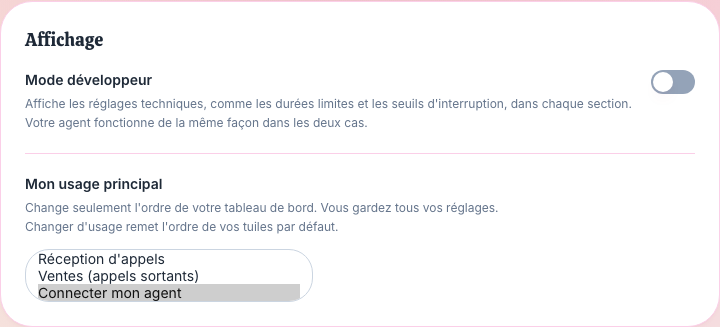 Affichage
Mode développeur
Affiche les réglages techniques, comme les durées limites et les seuils d'interruption, dans chaque section.
Votre agent fonctionne de la même façon dans les deux cas.
Mon usage principal
Change seulement l'ordre de votre tableau de bord. Vous gardez tous vos réglages.
Changer d'usage remet l'ordre de vos tuiles par défaut.
Réception d'appels
Ventes (appels sortants)
Connecter mon agent